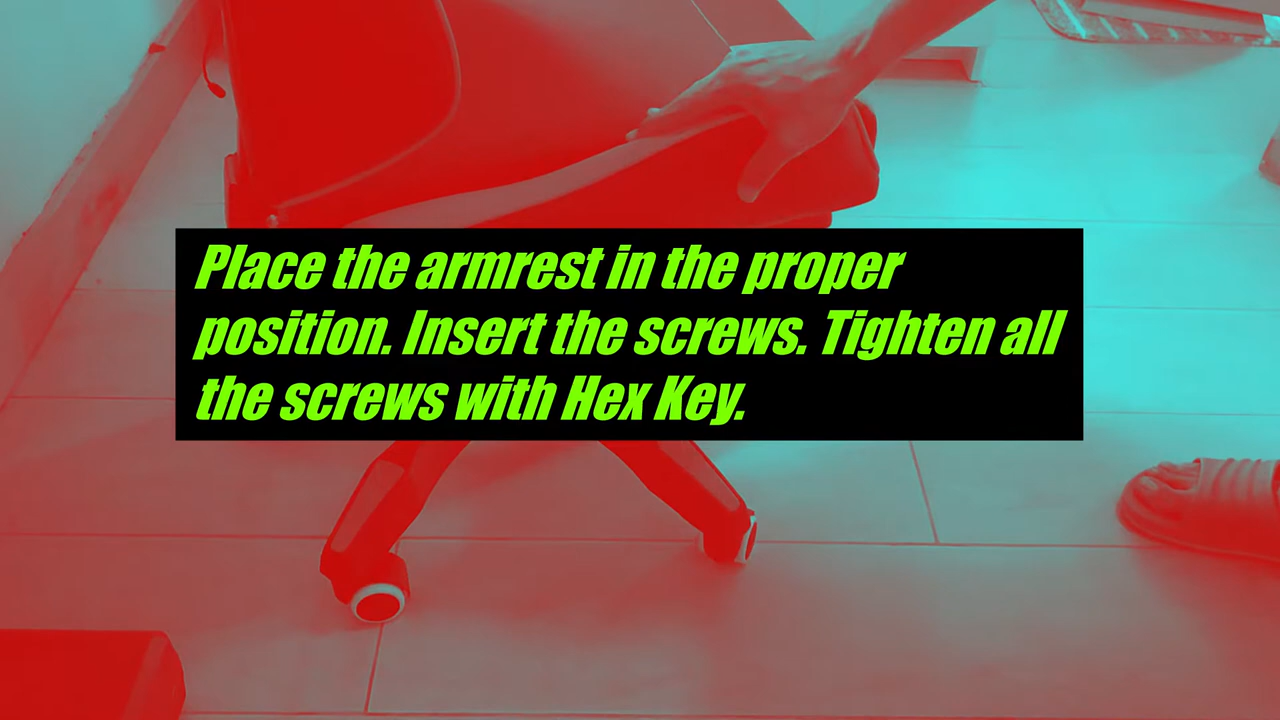 Place the armrest in the proper
position. Insert the screws. Tighten all
the screws with Hex Key.